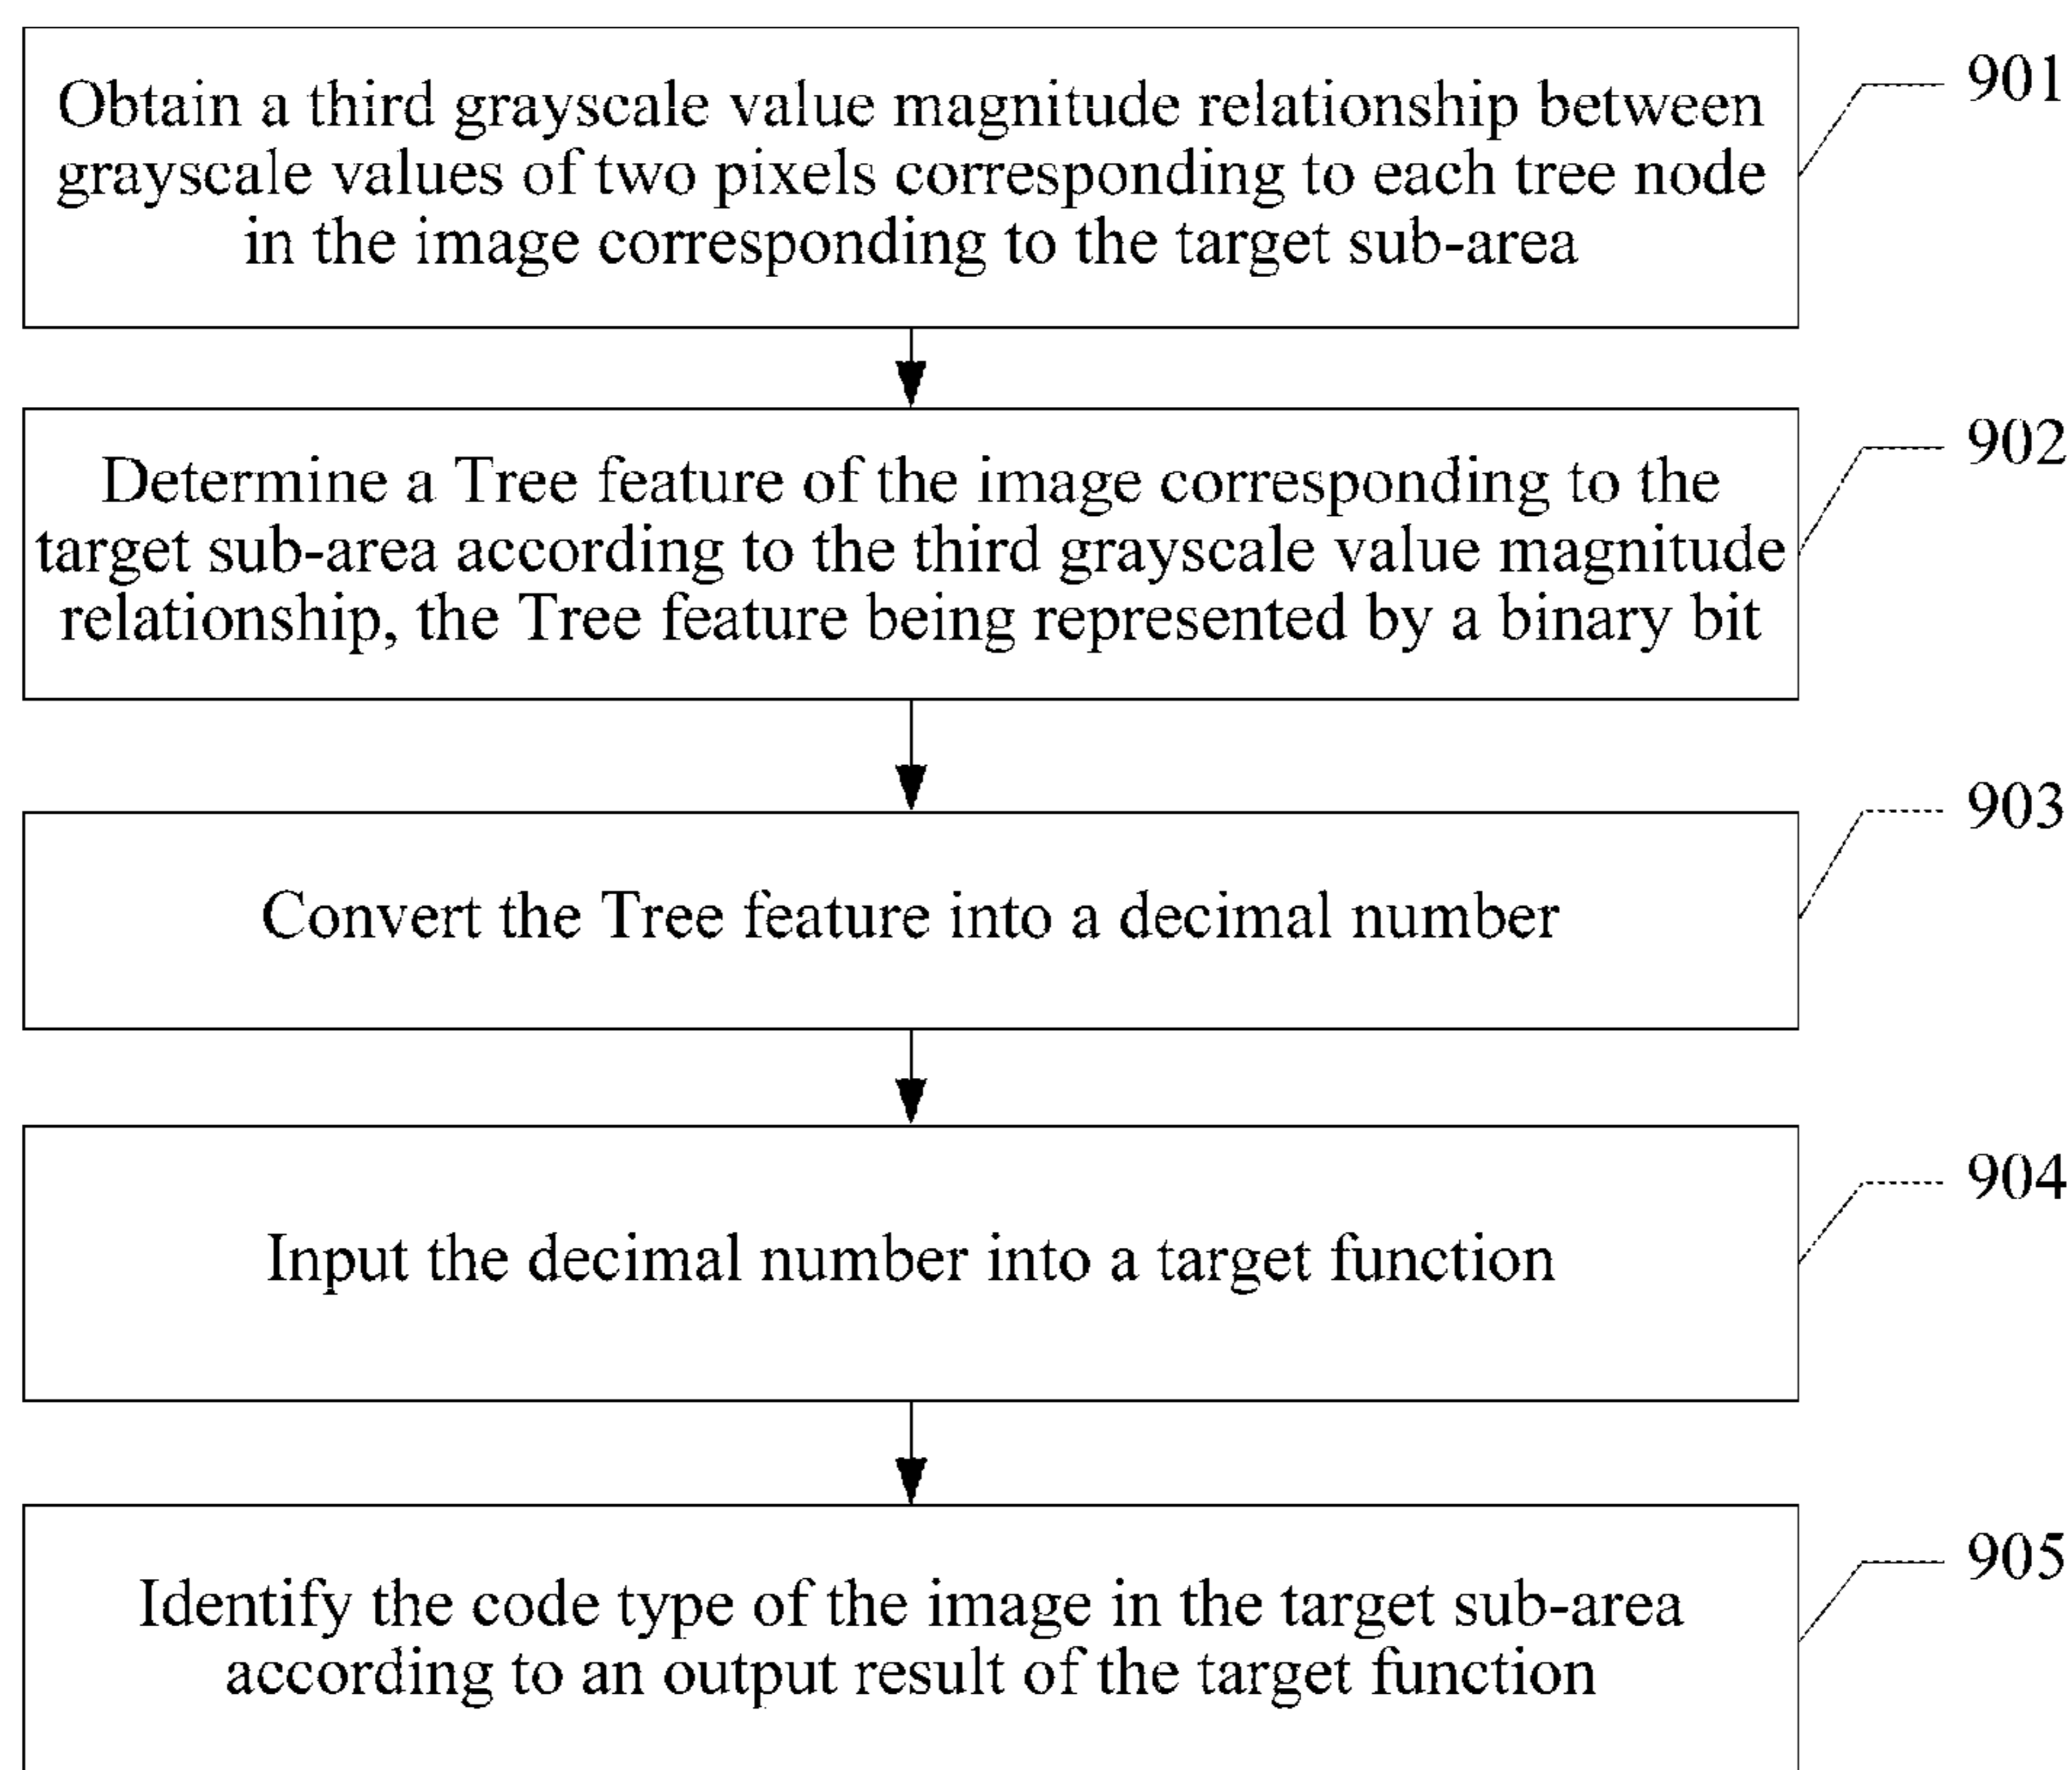 Obtain a third grayscale value magnitude relationship between
grayscale values of two pixels corresponding to each tree node
in the image corresponding to the target sub-area
901
Determine a Tree feature of the image corresponding to the
target sub-area according to the third grayscale value magnitude
relationship, the Tree feature being represented by a binary bit
902
Convert the Tree feature into a decimal number
903
Input the decimal number into a target function
904
Identify the code type of the image in the target sub-area
according to an output result of the target function
905